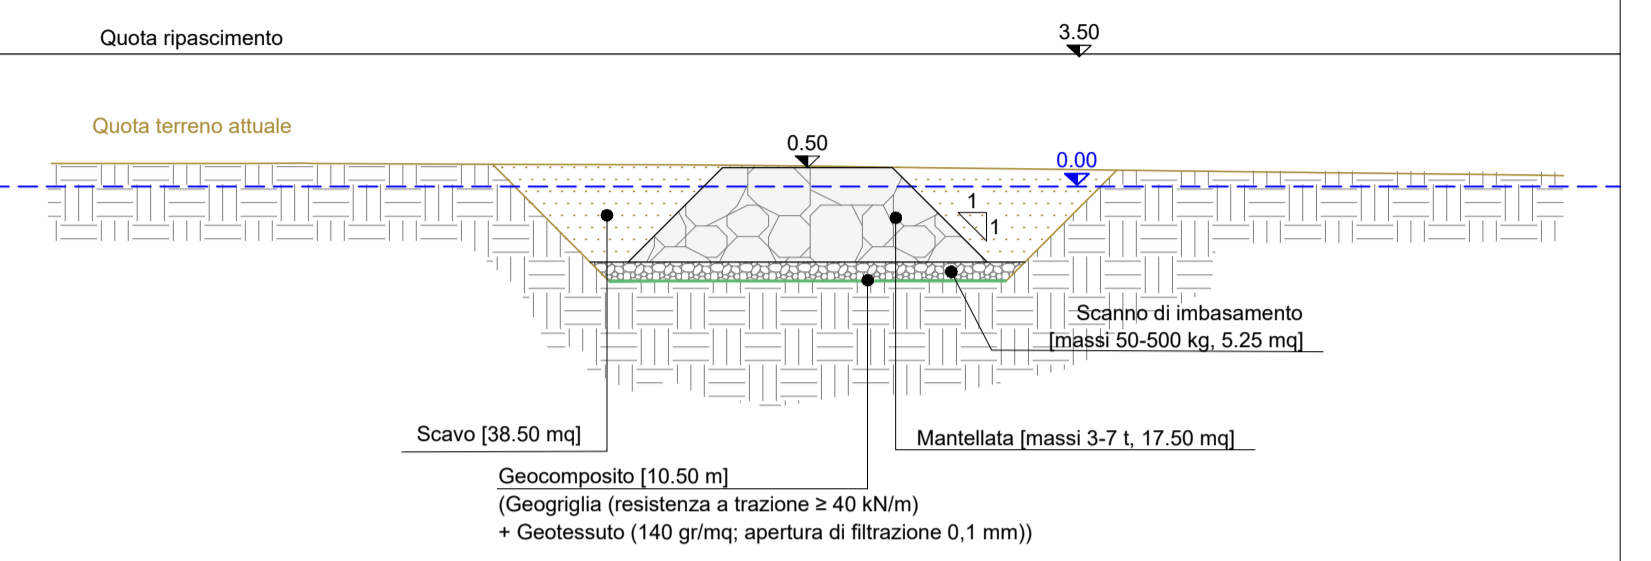 Quota ripascimento
3.50
Quota terreno attuale
0.50
0.00
1
1
Scanno di imbasamento
[massi 50-500 kg, 5.25 mq]
Scavo [38.50 mq]
Mantellata [massi 3-7 t, 17.50 mq]
Geocomposito [10.50 m]
(Geogriglia (resistenza a trazione ≥ 40 kN/m)
+ Geotessuto (140 gr/mq; apertura di filtrazione 0,1 mm))